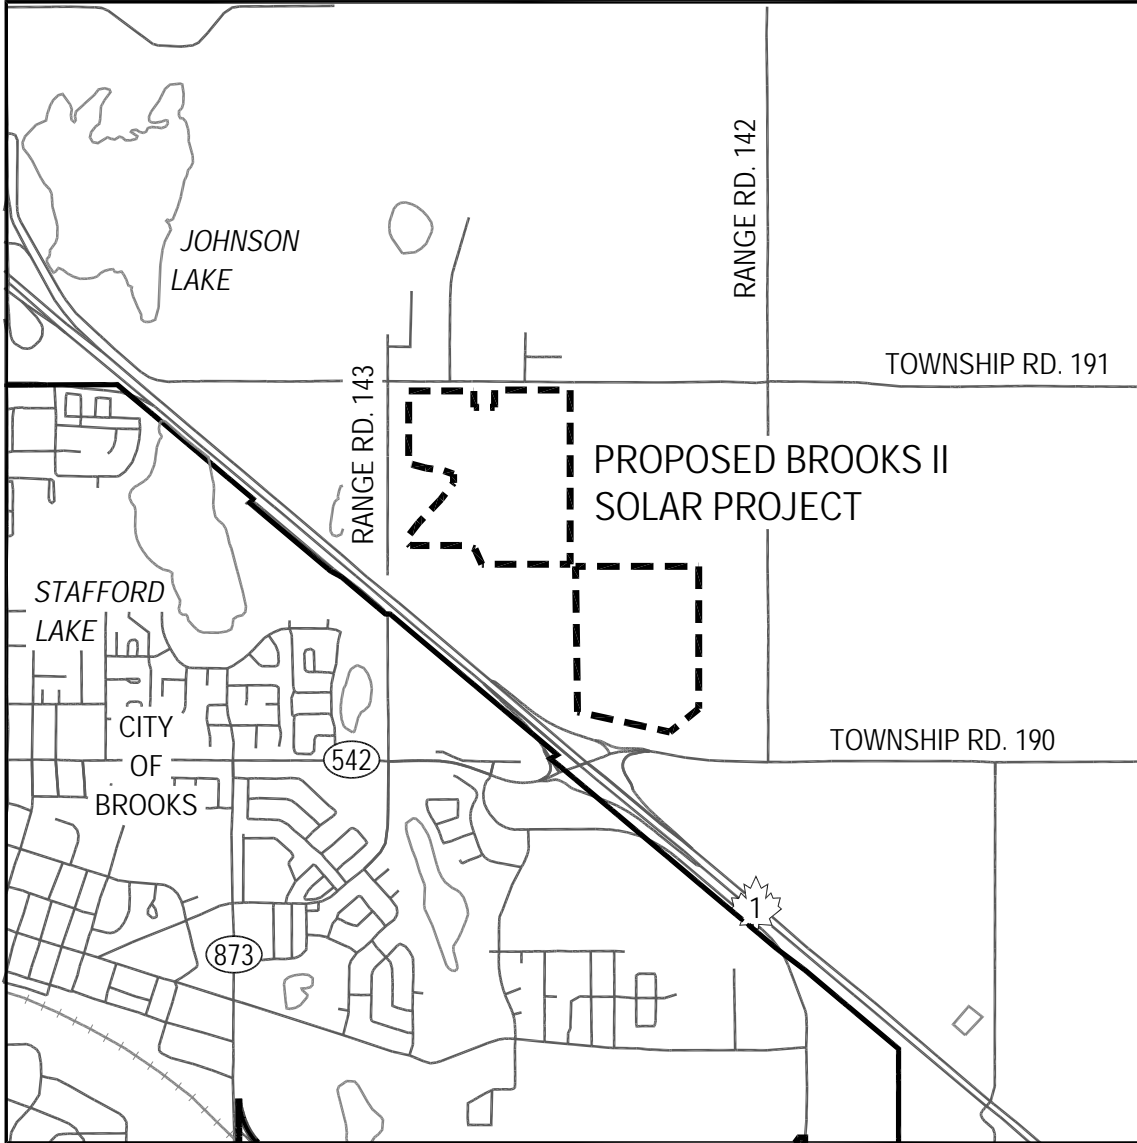 RANGE RD. 142
JOHNSON
LAKE
TOWNSHIP RD. 191
RANGE RD. 143
PROPOSED BROOKS II
SOLAR PROJECT
STAFFORD
LAKE
CITY
OF
BROOKS
542
TOWNSHIP RD. 190
1
873